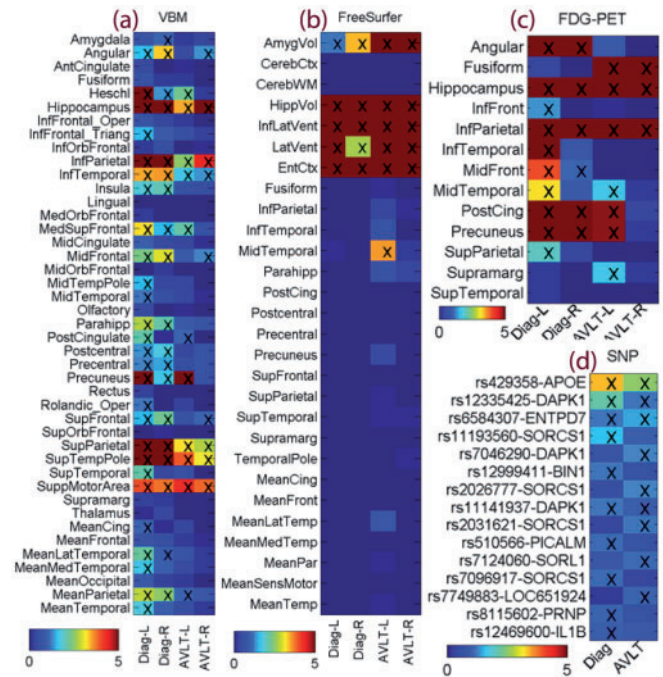 (a)
VBM
Amygdala
Angular
AntCingulate
Fusiform
Heschl
Hippocampus
InfFrontal_Oper
InfFrontal_Triang
InfOrbFrontal
InfParietal
InfTemporal
Insula
Lingual
MedOrbFrontal
MedSupFrontal
MidCingulate
MidFrontal
MidOrbFrontal
MidTempPole
MidTemporal
Olfactory
Parahipp
PostCingulate
Postcentral
Precentral
Precuneus
Rectus
Rolandic_Oper
SupFrontal
SupOrbFrontal
SupParietal
SupTempPole
SupTemporal
SuppMotorArea
Supramarg
Thalamus
MeanCing
MeanFrontal
MeanLatTemporal
MeanMedTemporal
MeanOccipital
MeanParietal
MeanTemporal
0 5
Diag-L
Diag-R
AVLT-L
AVLT-R
(b)
FreeSurfer
AmygVol
CerebCtx
CerebWM
HippVol
InfLatVent
LatVent
EntCtx
Fusiform
InfParietal
InfTemporal
MidTemporal
Parahipp
PostCing
Postcentral
Precentral
Precuneus
SupFrontal
SupParietal
SupTemporal
Supramarg
TemporalPole
MeanCing
MeanFront
MeanLatTemp
MeanMedTemp
MeanPar
MeanSensMotor
MeanTemp
0 5
Diag-L
Diag-R
AVLT-L
AVLT-R
(c)
FDG-PET
Angular
Fusiform
Hippocampus
InfFront
InfParietal
InfTemporal
MidFront
MidTemporal
PostCing
Precuneus
SupParietal
Supramarg
SupTemporal
0 5
Diag-L
Diag-R
AVLT-L
AVLT-R
(d)
SNP
rs429358-APOE
rs12335425-DAPK1
rs6584307-ENTPD7
rs11193560-SORCS1
rs7046290-DAPK1
rs12999411-BIN1
rs2026777-SORCS1
rs11141937-DAPK1
rs2031621-SORCS1
rs510566-PICALM
rs7124060-SORL1
rs7096917-SORCS1
rs7749883-LOC651924
rs8115602-PRNP
rs12469600-IL1B
0 5
Diag
AVLT